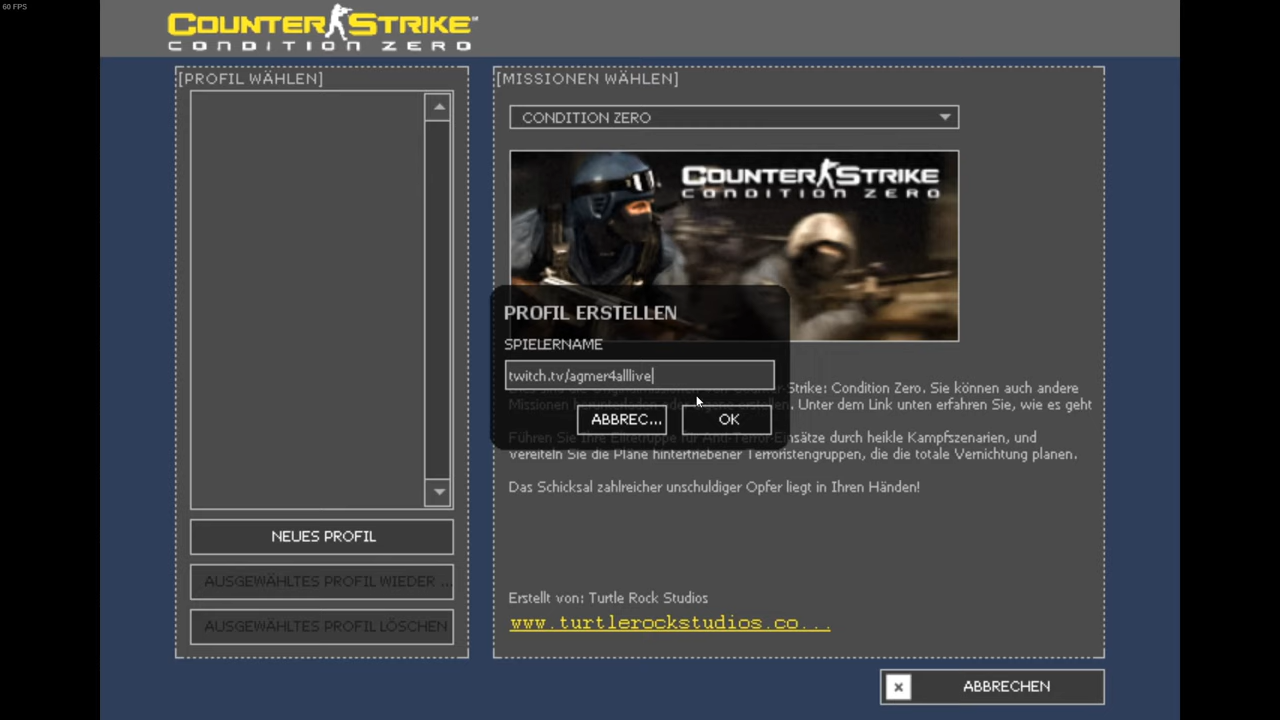 60 FPS
COUNTER STRIKE
CONDITION ZERO
[PROFIL WÄHLEN]
NEUES PROFIL
AUSGEWÄHLTES PROFIL WIEDER ...
AUSGEWÄHLTES PROFIL LÖSCHEN
[MISSIONEN WÄHLEN]
CONDITION ZERO
COUNTER STRIKE
CONDITION ZERO
PROFIL ERSTELLEN
SPIELERNAME
twitch.tv/agmer4alllive
ABBREC...
OK
Strike: Condition Zero. Sie können auch andere
Missionen erstellen. Unter dem Link unten erfahren Sie, wie es geht
Führen Sie Ihre Elitetruppe für Anti-Terror-Einsätze durch heikle Kampfszenarien, und
vereiteln Sie die Pläne hintertriebener Terroristengruppen, die die totale Vernichtung planen.
Das Schicksal zahlreicher unschuldiger Opfer liegt in Ihren Händen!
Erstellt von: Turtle Rock Studios
www.turtlerockstudios.co...
ABBRECHEN